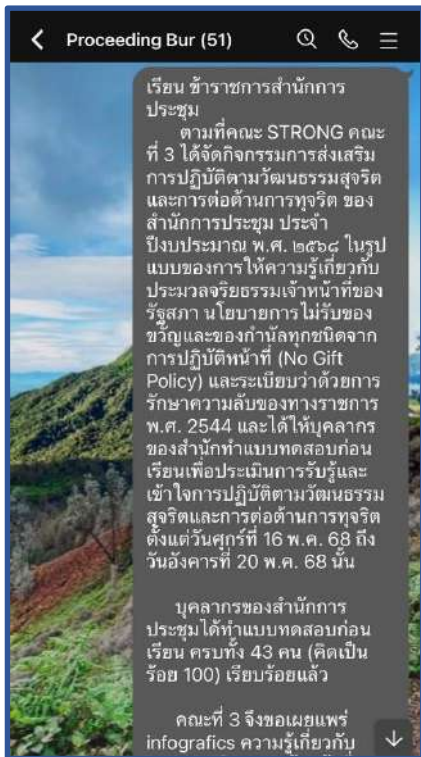 Proceeding Bur (51)
เรียน ข้าราชการสำนักการ
ประชุม
ตามที่คณะ STRONG คณะ
ที่ 3 ได้จัดกิจกรรมการส่งเสริม
การปฏิบัติตามวัฒนธรรมสุจริต
และการต่อต้านการทุจริต ของ
สำนักการประชุม ประจำ
ปีงบประมาณ พ.ศ. ๒๕๖๘ ในรูป
แบบของการให้ความรู้เกี่ยวกับ
ประมวลจริยธรรมเจ้าหน้าที่ของ
รัฐสภา นโยบายการไม่รับของ
ขวัญและของกำนัลทุกชนิดจาก
การปฏิบัติหน้าที่ (No Gift
Policy) และระเบียบว่าด้วยการ
รักษาความลับของทางราชการ
พ.ศ. 2544 และได้ให้บุคลากร
ของสำนักทำแบบทดสอบก่อน
เรียนเพื่อประเมินการรับรู้และ
เข้าใจการปฏิบัติตามวัฒนธรรม
สุจริตและการต่อต้านการทุจริต
ตั้งแต่วันศุกร์ที่ 16 พ.ค. 68 ถึง
วันอังคารที่ 20 พ.ค. 68 นั้น
บุคลากรของสำนักการ
ประชุมได้ทำแบบทดสอบก่อน
เรียน ครบทั้ง 43 คน (คิดเป็น
ร้อย 100) เรียบร้อยแล้ว
คณะที่ 3 จึงขอเผยแพร่
infografics ความรู้เกี่ยวกับ